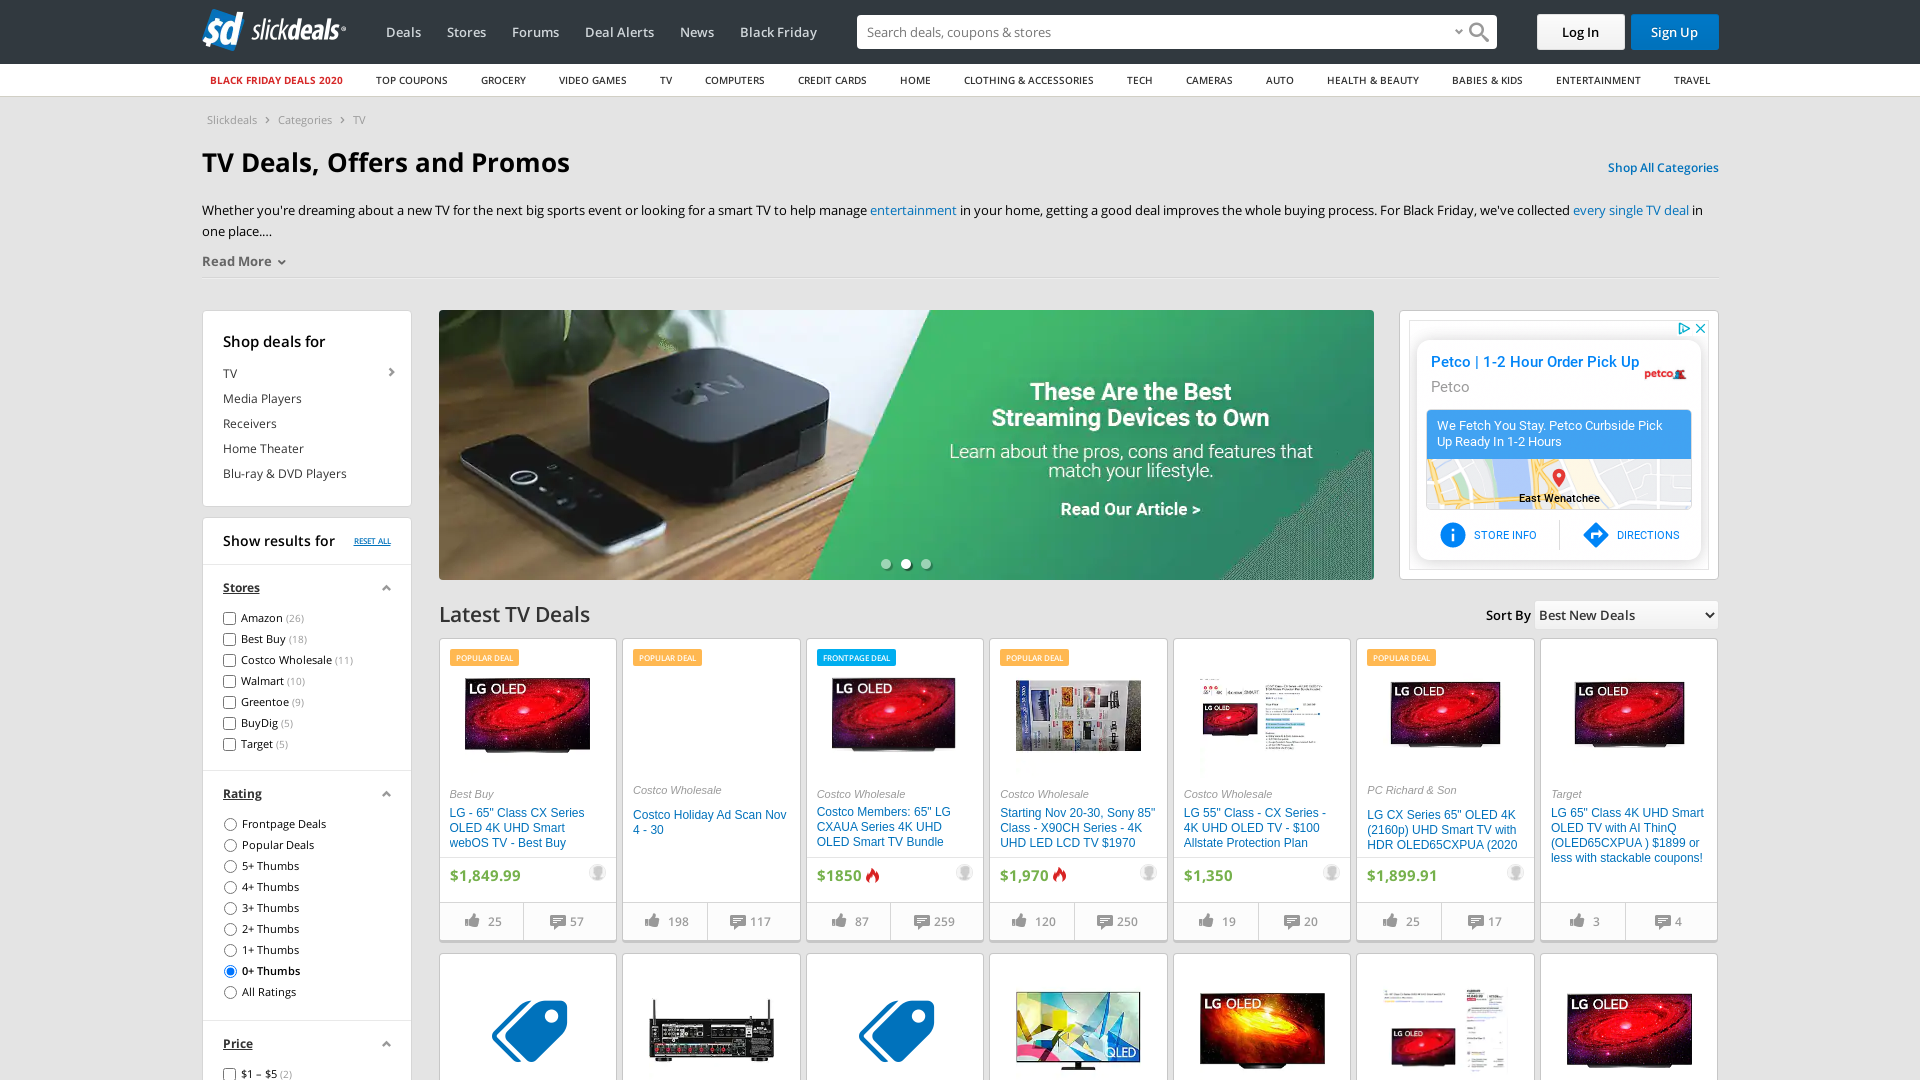 sd slickdeals
Deals
Stores
Forums
Deal Alerts
News
Black Friday
Search deals, coupons & stores
Log In
Sign Up
BLACK FRIDAY DEALS 2020
TOP COUPONS
GROCERY
VIDEO GAMES
TV
COMPUTERS
CREDIT CARDS
HOME
CLOTHING & ACCESSORIES
TECH
CAMERAS
AUTO
HEALTH & BEAUTY
BABIES & KIDS
ENTERTAINMENT
TRAVEL
Slickdeals
Categories
TV
TV Deals, Offers and Promos
Shop All Categories
Whether you're dreaming about a new TV for the next big sports event or looking for a smart TV to help manage entertainment in your home, getting a good deal improves the whole buying process. For Black Friday, we've collected every single TV deal in
one place....
Read More
Shop deals for
TV
Media Players
Receivers
Home Theater
Blu-ray & DVD Players
Show results for
RESET ALL
Stores
Amazon (26)
Best Buy (18)
Costco Wholesale (11)
Walmart (10)
Greentoe (9)
BuyDig (5)
Target (5)
Rating
Frontpage Deals
Popular Deals
5+ Thumbs
4+ Thumbs
3+ Thumbs
2+ Thumbs
1+ Thumbs
0+ Thumbs
All Ratings
Price
$1 – $5 (2)
tv
These Are the Best
Streaming Devices to Own
Learn about the pros, cons and features that
match your lifestyle.
Read Our Article >
Petco | 1-2 Hour Order Pick Up
Petco
petco
We Fetch You Stay. Petco Curbside Pick
Up Ready In 1-2 Hours
East Wenatchee
STORE INFO
DIRECTIONS
Latest TV Deals
Sort By
Best New Deals
POPULAR DEAL
LG OLED
Best Buy
LG - 65" Class CX Series
OLED 4K UHD Smart
webOS TV - Best Buy
$1,849.99
25
57
POPULAR DEAL
Costco Wholesale
Costco Holiday Ad Scan Nov
4 - 30
198
117
FRONTPAGE DEAL
LG OLED
Costco Wholesale
Costco Members: 65" LG
CXAUA Series 4K UHD
OLED Smart TV Bundle
$1850
87
259
POPULAR DEAL
Costco Wholesale
Starting Nov 20-30, Sony 85"
Class - X90CH Series - 4K
UHD LED LCD TV $1970
$1,970
120
250
LG OLED
Costco Wholesale
LG 55" Class - CX Series -
4K UHD OLED TV - $100
Allstate Protection Plan
$1,350
19
20
POPULAR DEAL
LG OLED
PC Richard & Son
LG CX Series 65" OLED 4K
(2160p) UHD Smart TV with
HDR OLED65CXPUA (2020
$1,899.91
25
17
LG OLED
Target
LG 65" Class 4K UHD Smart
OLED TV with AI ThinQ
(OLED65CXPUA ) $1899 or
less with stackable coupons!
3
4
QLED
LG OLED
LG OLED
LG OLED